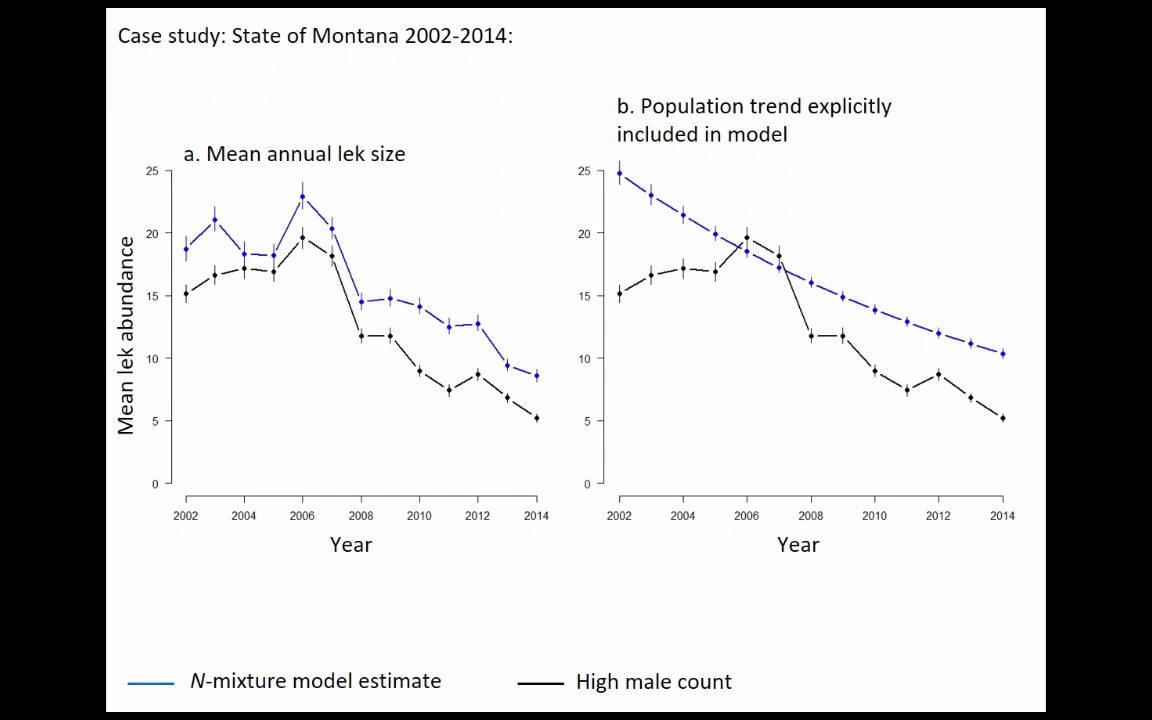 Case study: State of Montana 2002-2014:
a. Mean annual lek size
b. Population trend explicitly
included in model
Mean lek abundance
25
20
15
10
5
0
2002 2004 2006 2008 2010 2012 2014
Year
25
20
15
10
5
0
2002 2004 2006 2008 2010 2012 2014
Year
N-mixture model estimate
High male count